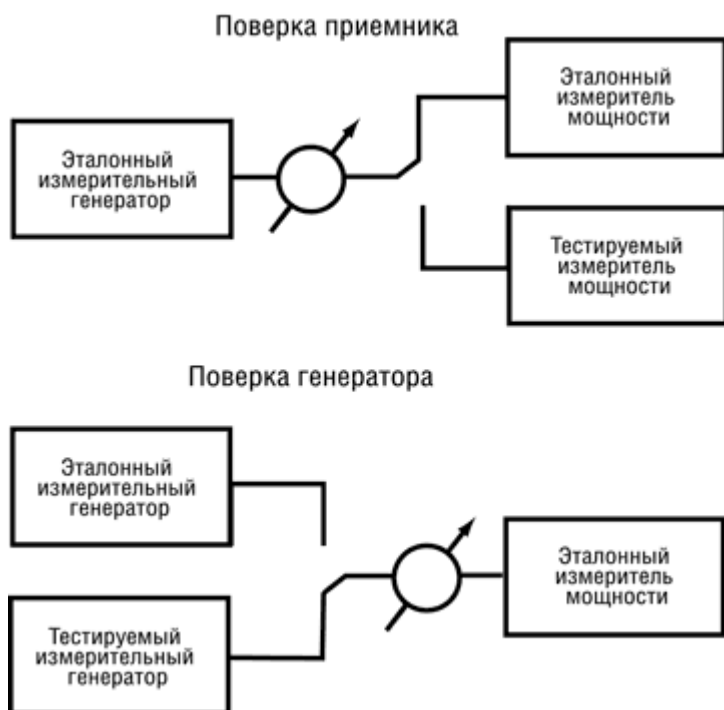 Поверка приемника
Эталонный
измерительный
генератор
Эталонный
измеритель
мощности
Тестируемый
измеритель
мощности
Поверка генератора
Эталонный
измерительный
генератор
Тестируемый
измерительный
генератор
Эталонный
измеритель
мощности